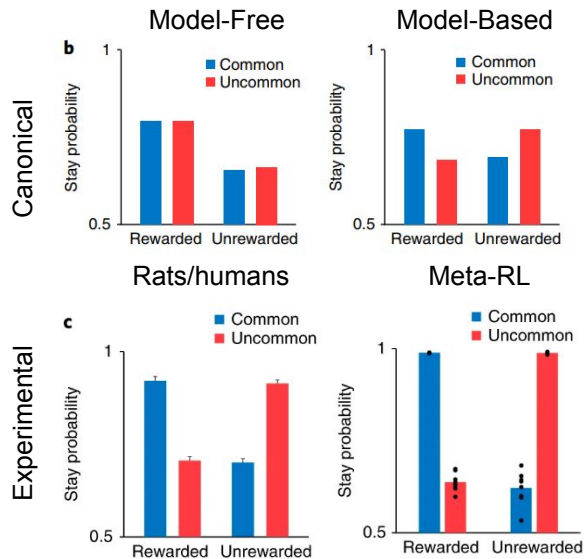 Model-Free
Model-Based
Canonical
b
1
Common
Uncommon
Stay probability
0.5
Rewarded Unrewarded
1
Common
Uncommon
Stay probability
0.5
Rewarded Unrewarded
Rats/humans
Meta-RL
Experimental
c
Common
Uncommon
1
Stay probability
0.5
Rewarded Unrewarded
Common
Uncommon
1
Stay probability
0.5
Rewarded Unrewarded